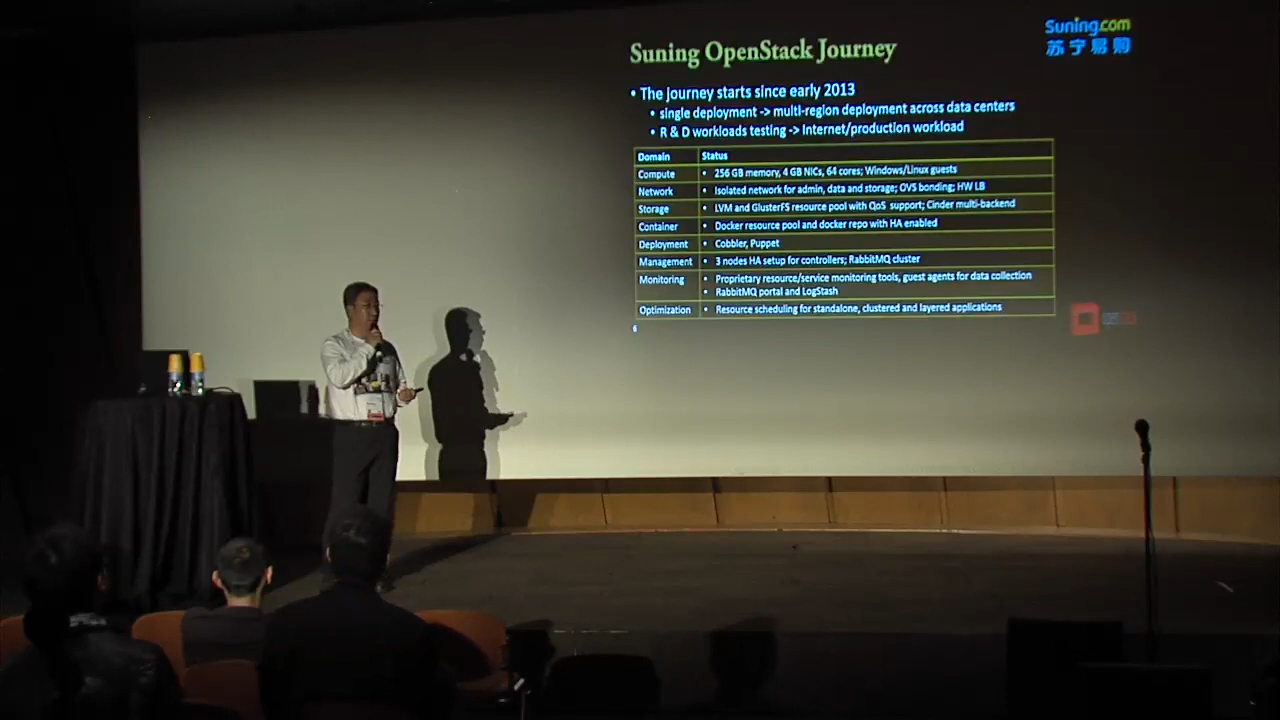 Suning.com
苏宁易购
Suning OpenStack Journey
• The journey starts since early 2013
• single deployment -> multi-region deployment across data centers
• R & D workloads testing -> Internet/production workload
Domain Status
Compute • 256 GB memory, 4 GB NICs, 64 cores; Windows/Linux guests
Network • Isolated network for admin, data and storage; OVS bonding; HW LB
Storage • LVM and GlusterFS resource pool with QoS support; Cinder multi-backend
Container • Docker resource pool and docker repo with HA enabled
Deployment • Cobbler, Puppet
Management • 3 nodes HA setup for controllers; RabbitMQ cluster
Monitoring • Proprietary resource/service monitoring tools, guest agents for data collection
• RabbitMQ portal and LogStash
Optimization • Resource scheduling for standalone, clustered and layered applications
6